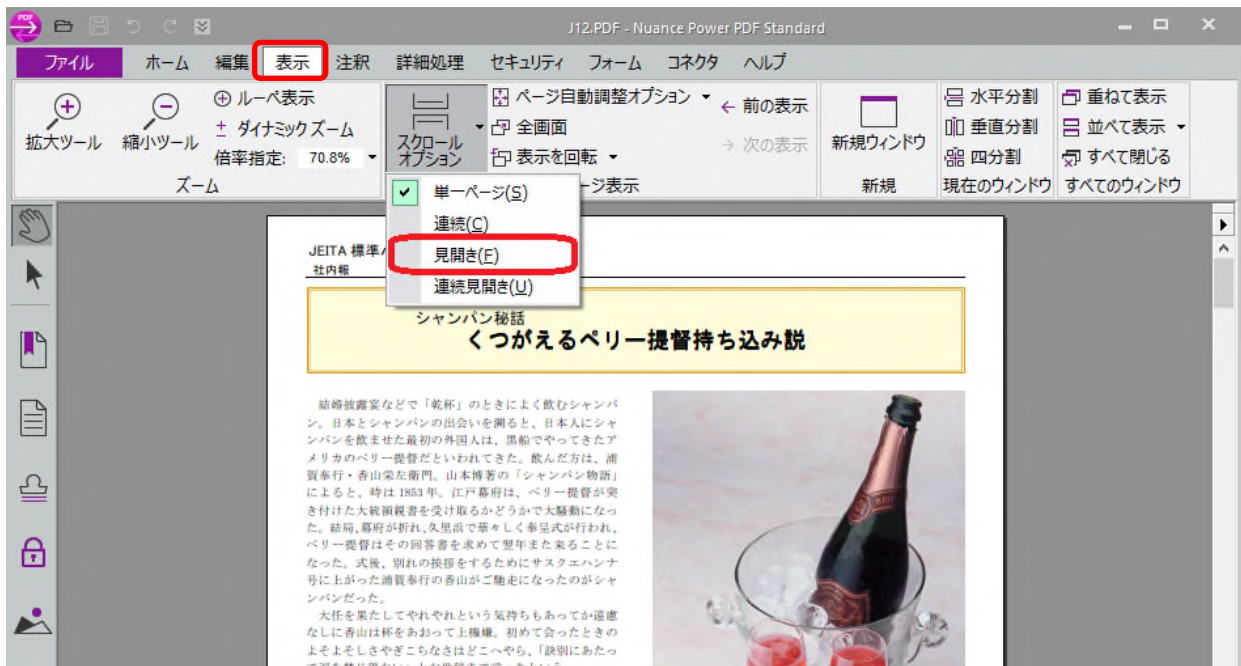 PDF
J12.PDF - Nuance Power PDF Standard
ファイル ホーム 編集 表示 注釈 詳細処理 セキュリティ フォーム コネクタ ヘルプ
拡大ツール
縮小ツール
ルーペ表示
ダイナミックズーム
倍率指定: 70.8%
ズーム
スクロール
オプション
ページ自動調整オプション
全画面
表示を回転
前の表示
次の表示
ージ表示
新規ウィンドウ
新規
水平分割
垂直分割
四分割
現在のウィンドウ
重ねて表示
並べて表示
すべて閉じる
すべてのウィンドウ
単一ページ(S)
連続(C)
見開き(F)
連続見開き(U)
JEITA 標準
社内報
シャンパン秘話
くつがえるペリー提督持ち込み説
結婚披露宴などで「乾杯」のときによく飲むシャンパ
ン。日本とシャンパンの出会いを溯ると、日本人にシャ
ンパンを飲ませた最初の外国人は、黒船でやってきたア
メリカのペリー提督だといわれてきた。飲んだ方は、浦
賀奉行・香山栄左衛門。山本博著の「シャンパン物語」
によると、時は 1853 年。江戸幕府は、ペリー提督が突
き付けた大統領親書を受け取るかどうかで大騒動になっ
た。結局、幕府が折れ、久里浜で華々しく奉呈式が行われ、
ペリー提督はその回答書を求めて翌年また来ることに
なった。式後、別れの挨拶をするためにサスクエハンナ
号に上がった浦賀奉行の香山がご馳走になったのがシャ
ンパンだった。
大任を果たしてやれやれという気持ちもあってか遠慮
なしに香山は杯をあおって上機嫌。初めて会ったときの
よそよそしさやぎこちなさはどこへやら、「訣別にあたっ